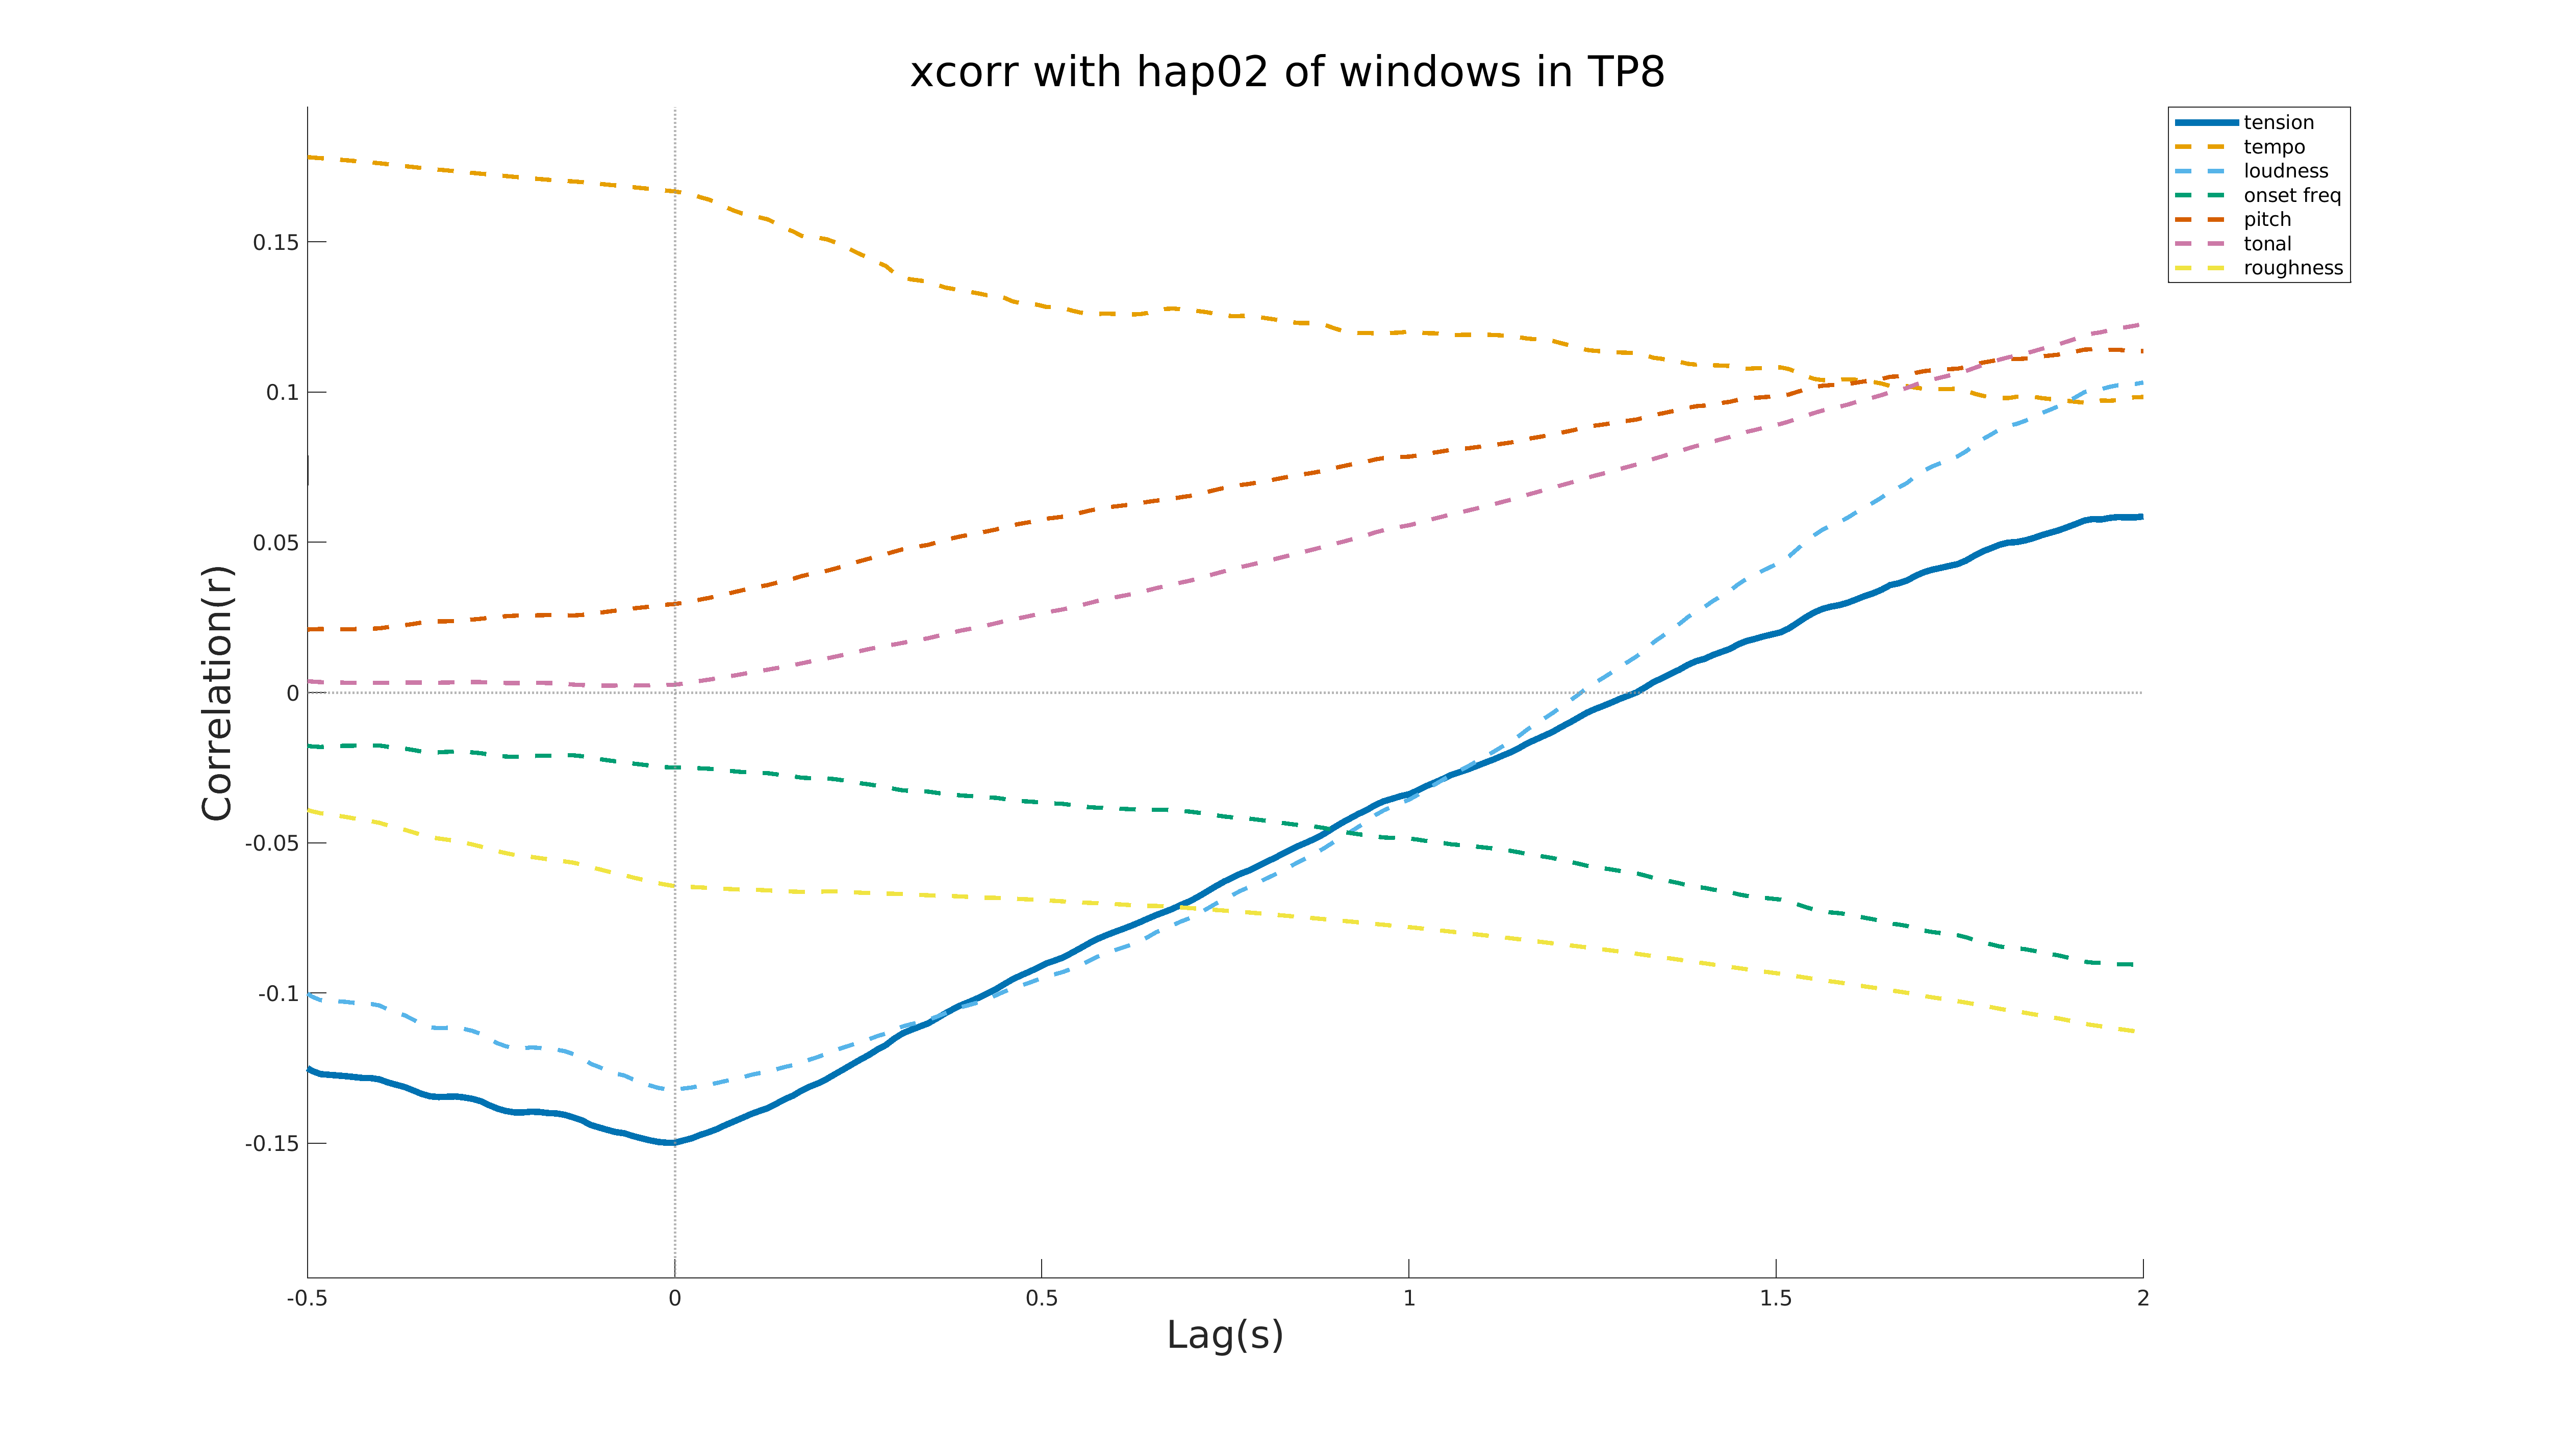 xcorr with hap02 of windows in TP8
tension
tempo
loudness
onset freq
pitch
tonal
roughness
0.15
0.1
0.05
0
-0.05
-0.1
-0.15
Correlation(r)
-0.5
0
0.5
1
1.5
2
Lag(s)